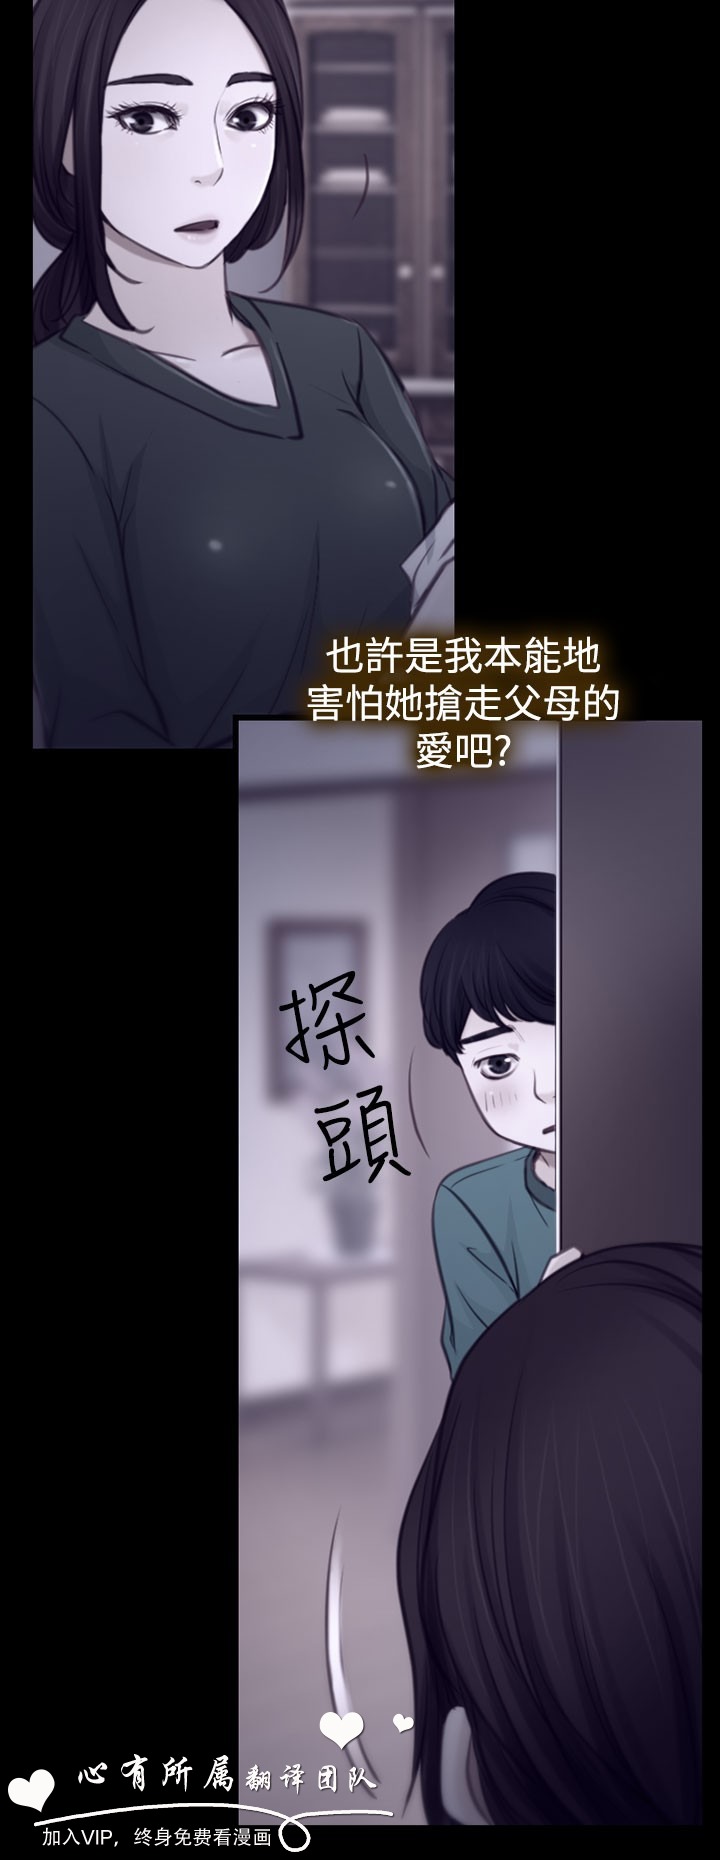 也許是我本能地
害怕她搶走父母的
愛吧?
探
頭
心有所属翻译团队
加入VIP，终身免费看漫画